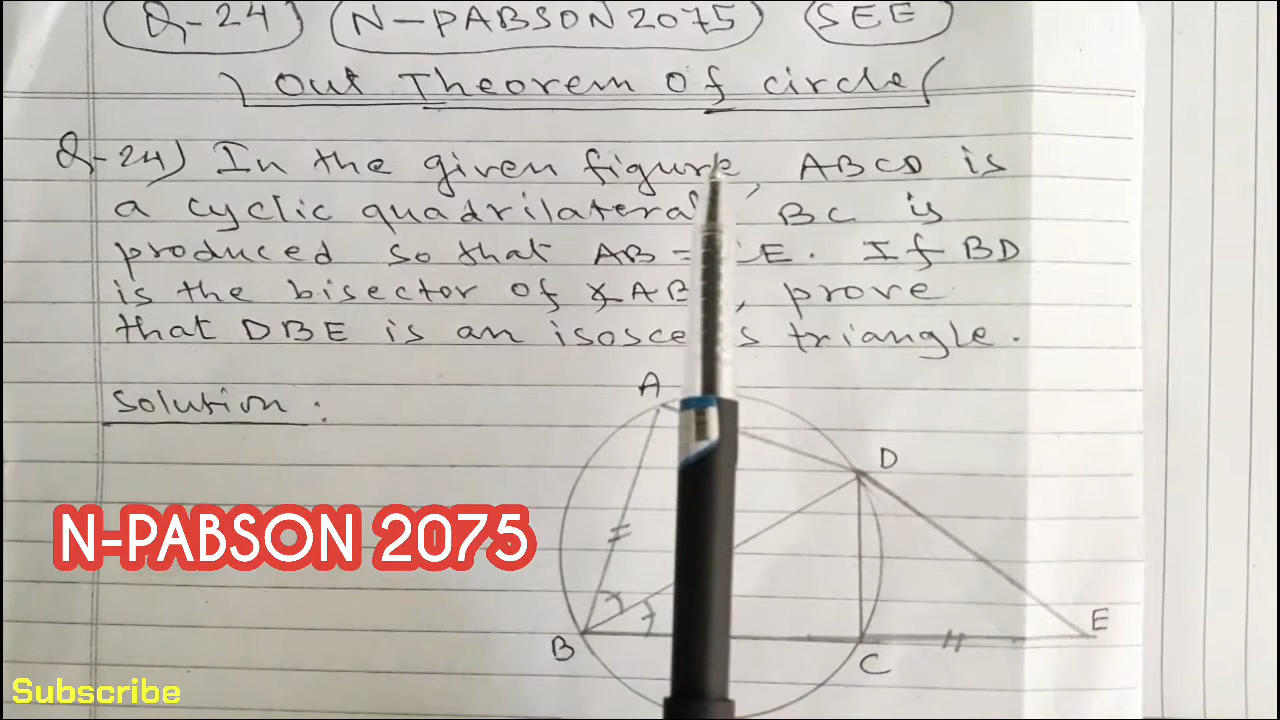 Q-24 N-PABSON 2075 SEE
Out Theorem Of circle
Q-24) In the given figure, ABCD is
a cyclic quadrilateral BC is
produced so that AB = E. If BD
is the bisector of ∡AB , prove
that DBE is an isosce s triangle.
Solution :
A
D
N-PABSON 2075
E
B
C
Subscribe